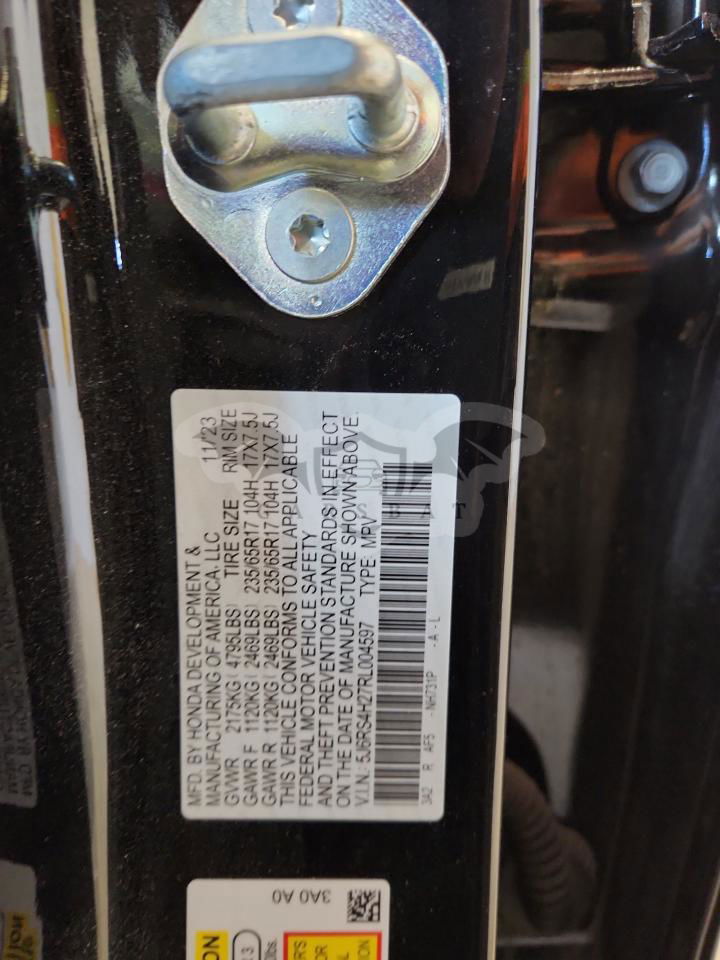 MFD. BY HONDA DEVELOPMENT &
MANUFACTURING OF AMERICA, LLC 11/'23
GVWR 2175KG ( 4795LBS) TIRE SIZE RIM SIZE
GAWR F 1120KG ( 2469LBS) 235/65R17 104H 17X7.5J
GAWR R 1120KG ( 2469LBS) 235/65R17 104H 17X7.5J
THIS VEHICLE CONFORMS TO ALL APPLICABLE
FEDERAL MOTOR VEHICLE SAFETY
AND THEFT PREVENTION STANDARDS IN EFFECT
ON THE DATE OF MANUFACTURE SHOWN ABOVE.
V.I.N.: 5J6RS4H27RL004597 TYPE: MPV
3A2 R AF5 - NH731P - A - L
3A0 A0